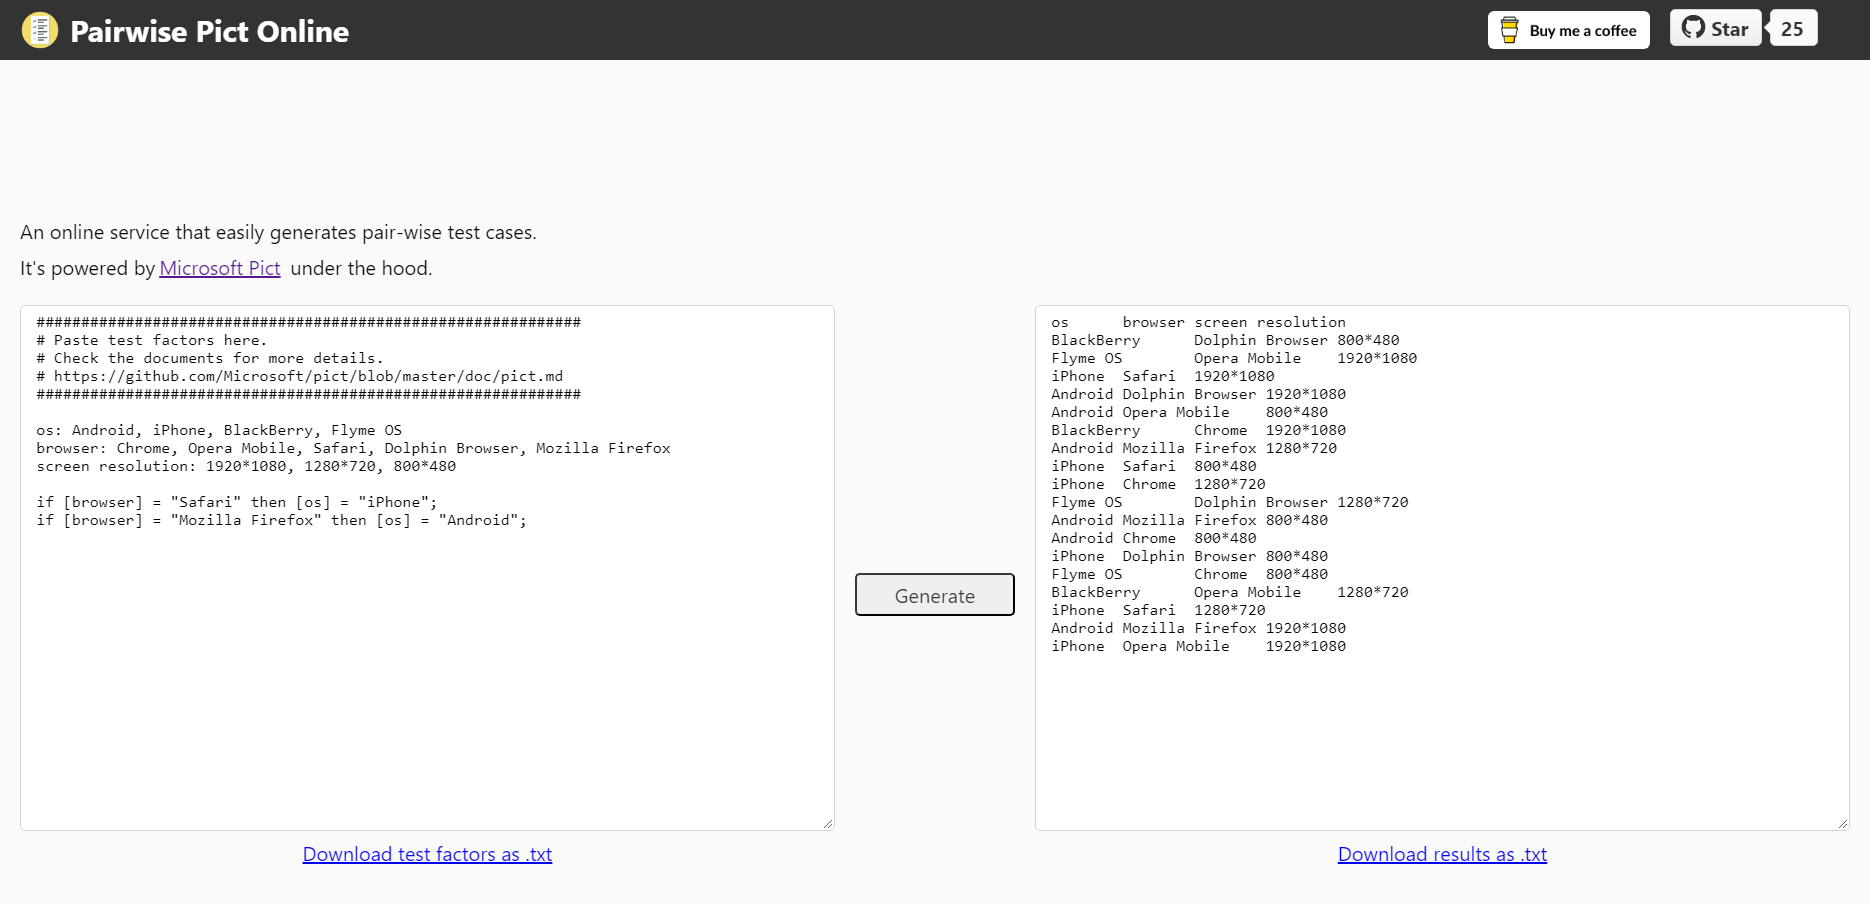 Pairwise Pict Online
Buy me a coffee
Star
25
An online service that easily generates pair-wise test cases.
It's powered by Microsoft Pict under the hood.
#############################################################
# Paste test factors here.
# Check the documents for more details.
# https://github.com/Microsoft/pict/blob/master/doc/pict.md
#############################################################
os: Android, iPhone, BlackBerry, Flyme OS
browser: Chrome, Opera Mobile, Safari, Dolphin Browser, Mozilla Firefox
screen resolution: 1920*1080, 1280*720, 800*480
if [browser] = "Safari" then [os] = "iPhone";
if [browser] = "Mozilla Firefox" then [os] = "Android";
Download test factors as .txt
Generate
os browser screen resolution
BlackBerry Dolphin Browser 800*480
Flyme OS Opera Mobile 1920*1080
iPhone Safari 1920*1080
Android Dolphin Browser 1920*1080
Android Opera Mobile 800*480
BlackBerry Chrome 1920*1080
Android Mozilla Firefox 1280*720
iPhone Safari 800*480
iPhone Chrome 1280*720
Flyme OS Dolphin Browser 1280*720
Android Mozilla Firefox 800*480
Android Chrome 800*480
iPhone Dolphin Browser 800*480
Flyme OS Chrome 800*480
BlackBerry Opera Mobile 1280*720
iPhone Safari 1280*720
Android Mozilla Firefox 1920*1080
iPhone Opera Mobile 1920*1080
Download results as .txt